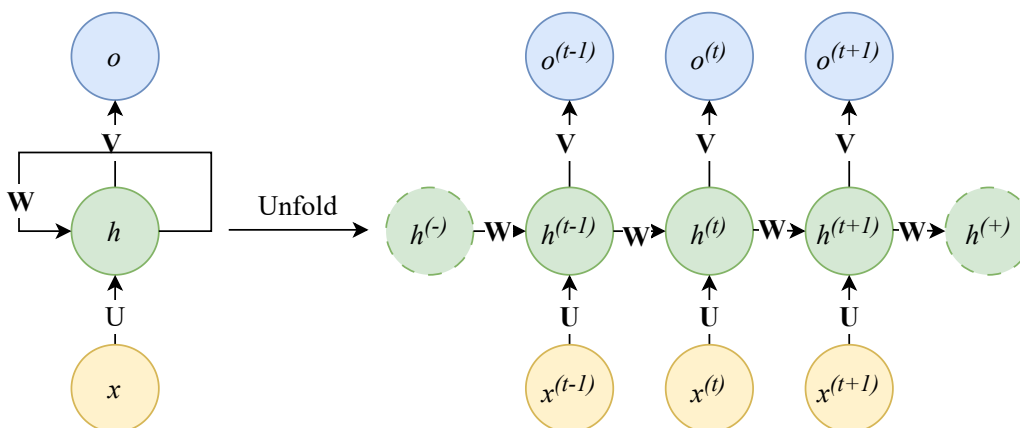 o o^(t-1) o^(t) o^(t+1)
V V V V
W
h Unfold h^(-) W h^(t-1) W h^(t) W h^(t+1) W h^(+)
U U U U
x x^(t-1) x^(t) x^(t+1)